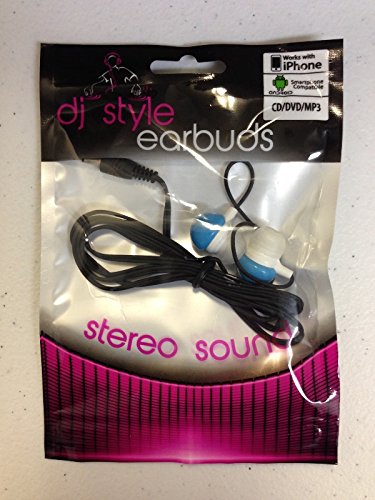 dj style
earbuds
Works with
iPhone
Smartphone
Compatible
ANDROID
CD/DVD/MP3
stereo sound